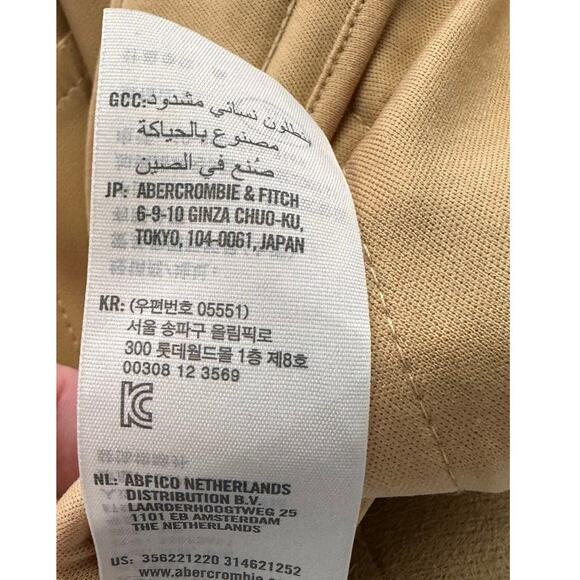 GCC: بنطلون نسائي مشدود
مصنوع بالحياكة
صُنع في الصين
JP: ABERCROMBIE & FITCH
6-9-10 GINZA CHUO-KU,
TOKYO, 104-0061, JAPAN
KR: (우편번호 05551)
서울 송파구 올림픽로
300 롯데월드몰 1층 제8호
00308 12 3569
NL: ABFICO NETHERLANDS
DISTRIBUTION B.V.
LAARDERHOOGTWEG 25
1101 EB AMSTERDAM
THE NETHERLANDS
US: 356221220 314621252
www.abercrombie.c